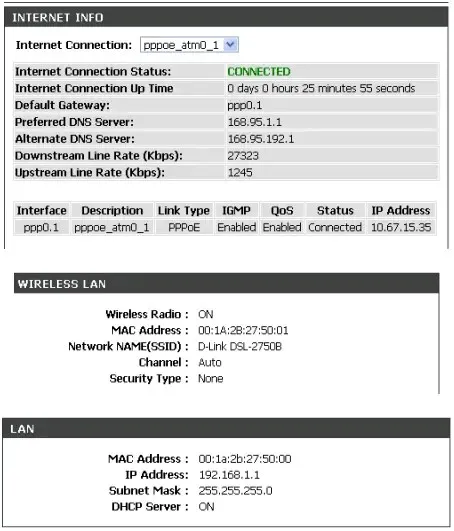 INTERNET INFO
Internet Connection: pppoe_atm0_1
Internet Connection Status: CONNECTED
Internet Connection Up Time 0 days 0 hours 25 minutes 55 seconds
Default Gateway: ppp0.1
Preferred DNS Server: 168.95.1.1
Alternate DNS Server: 168.95.192.1
Downstream Line Rate (Kbps): 27323
Upstream Line Rate (Kbps): 1245
Interface Description Link Type IGMP QoS Status IP Address
ppp0.1 pppoe_atm0_1 PPPoE Enabled Enabled Connected 10.67.15.35
WIRELESS LAN
Wireless Radio : ON
MAC Address : 00:1A:2B:27:50:01
Network NAME(SSID) : D-Link DSL-2750B
Channel : Auto
Security Type : None
LAN
MAC Address : 00:1a:2b:27:50:00
IP Address: 192.168.1.1
Subnet Mask : 255.255.255.0
DHCP Server : ON